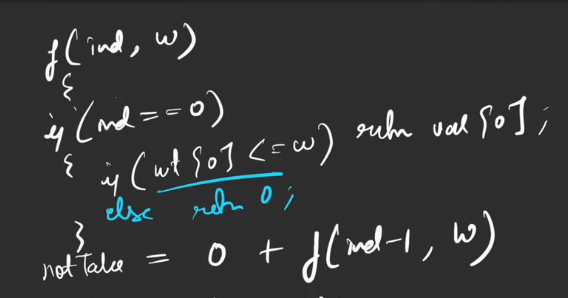 f(ind, w)
{
if(ind==0)
{ if(wt[0] <= w) return val[0];
else return 0;
}
notTake = 0 + f(ind-1, w)